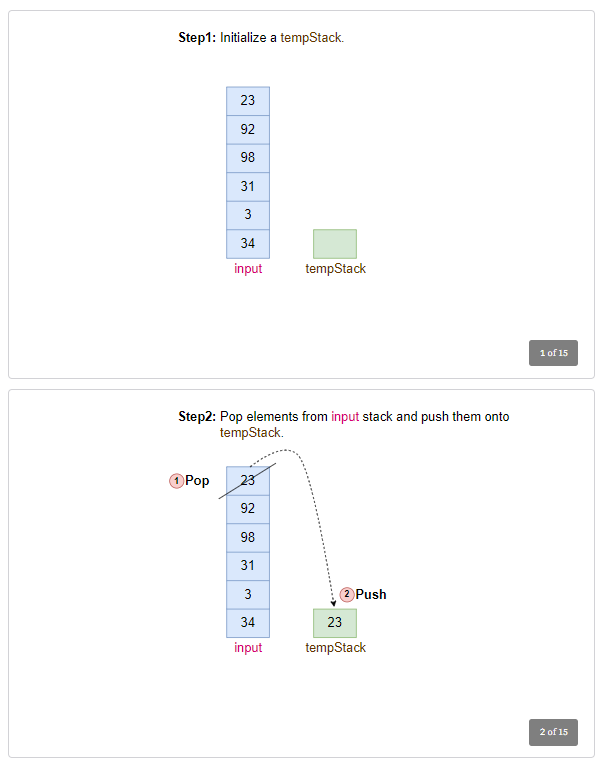 Step1: Initialize a tempStack.
23
92
98
31
3
34
input tempStack
1 of 15
Step2: Pop elements from input stack and push them onto
tempStack.
1 Pop 23
92
98
31
3 2 Push
34 23
input tempStack
2 of 15